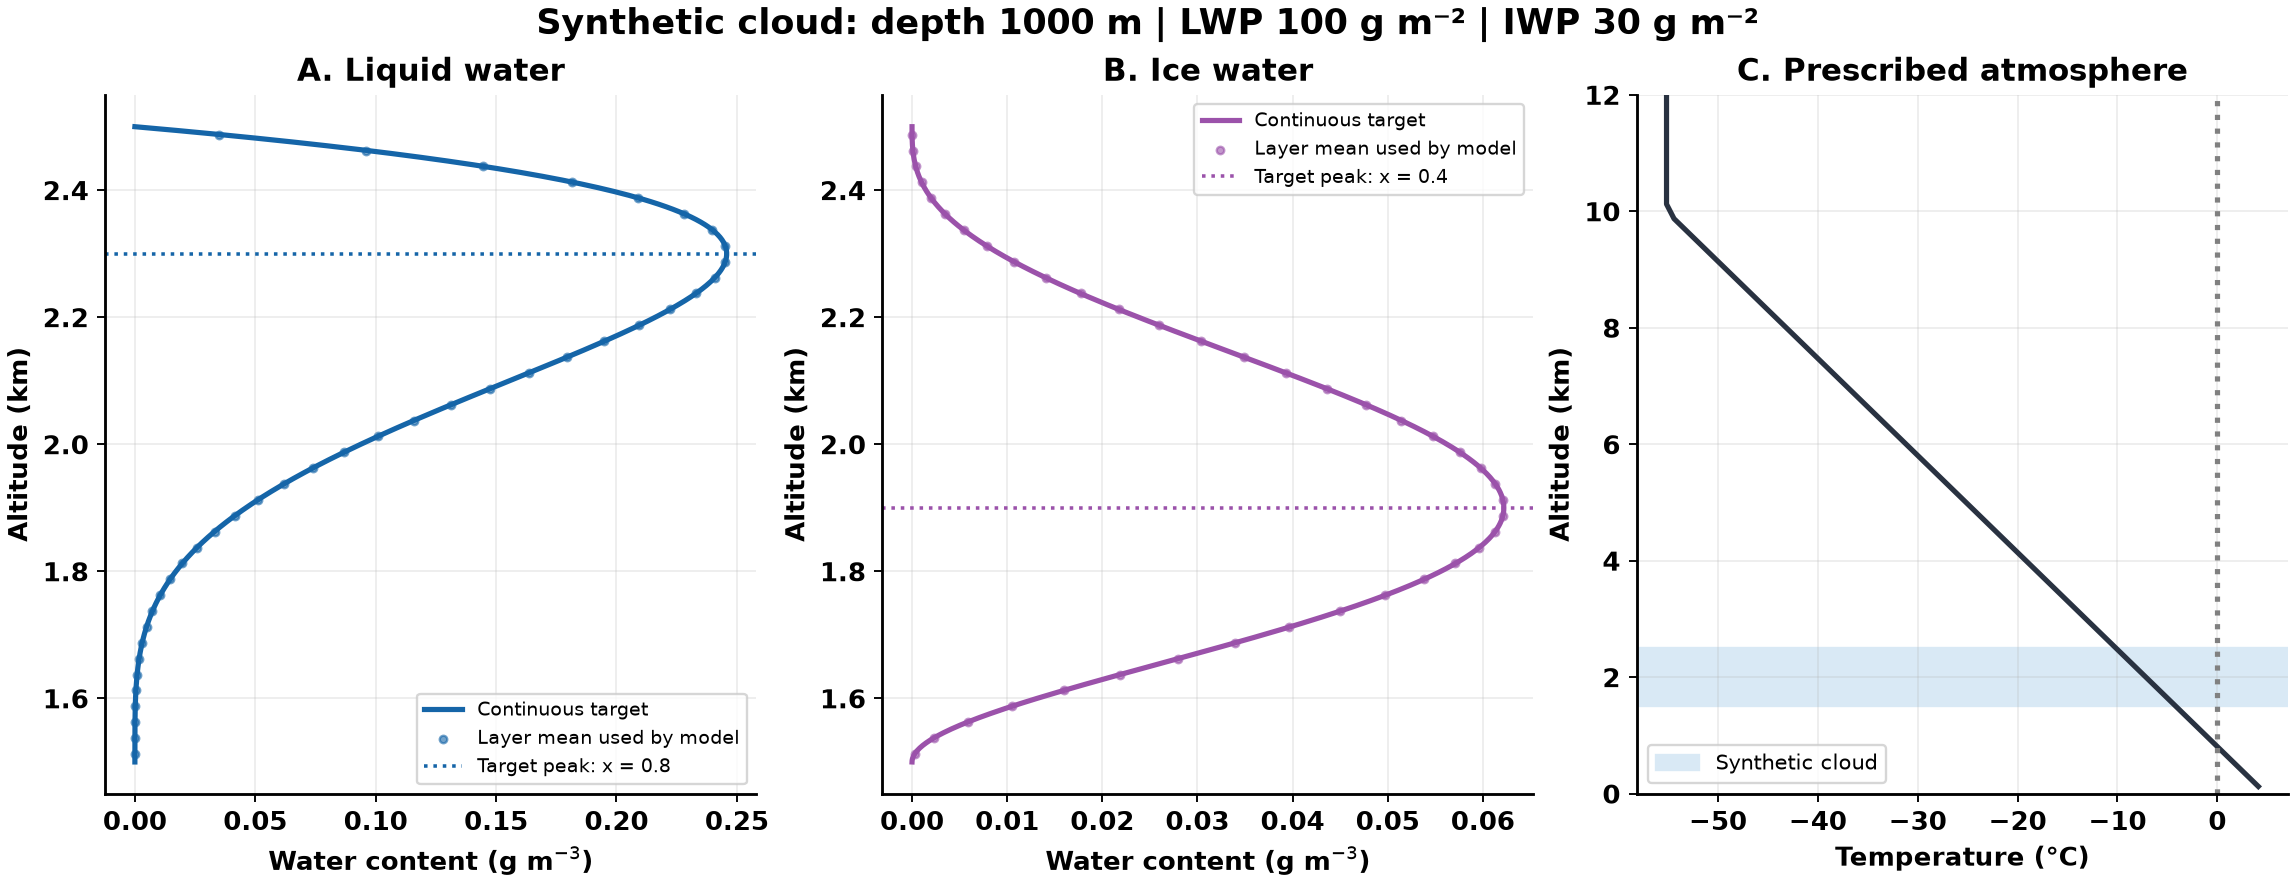 Synthetic cloud: depth 1000 m | LWP 100 g m⁻² | IWP 30 g m⁻²
A. Liquid water
Altitude (km)
2.4
2.2
2.0
1.8
1.6
0.00 0.05 0.10 0.15 0.20 0.25
Water content (g m⁻³)
Continuous target
Layer mean used by model
Target peak: x = 0.8
B. Ice water
Altitude (km)
2.4
2.2
2.0
1.8
1.6
0.00 0.01 0.02 0.03 0.04 0.05 0.06
Water content (g m⁻³)
Continuous target
Layer mean used by model
Target peak: x = 0.4
C. Prescribed atmosphere
Altitude (km)
12
10
8
6
4
2
0
−50 −40 −30 −20 −10 0
Temperature (°C)
Synthetic cloud